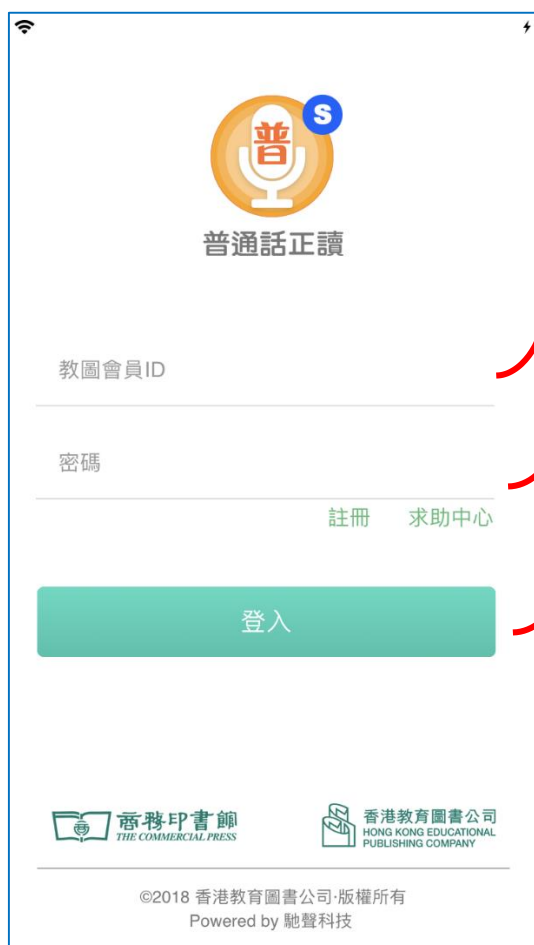 S
普
普通話正讀
教圖會員ID
密碼
註冊 求助中心
登入
商務印書館
THE COMMERCIAL PRESS
香港教育圖書公司
HONG KONG EDUCATIONAL
PUBLISHING COMPANY
©2018 香港教育圖書公司·版權所有
Powered by 馳聲科技